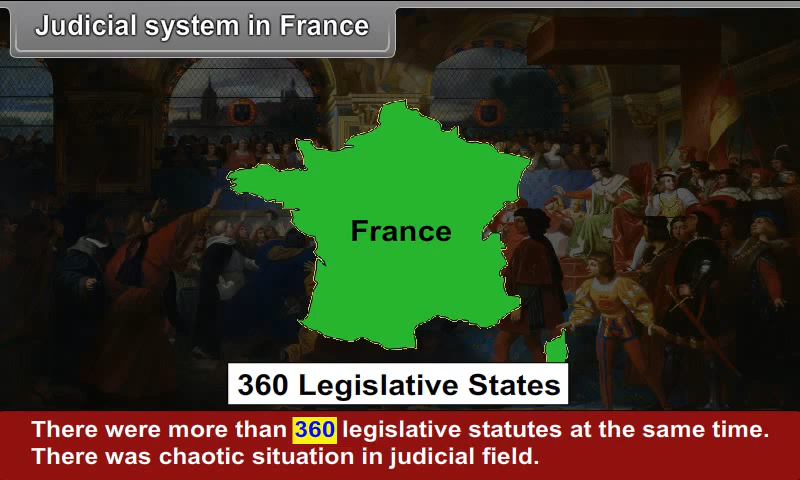 Judicial system in France
France
360 Legislative States
There were more than 360 legislative statutes at the same time.
There was chaotic situation in judicial field.